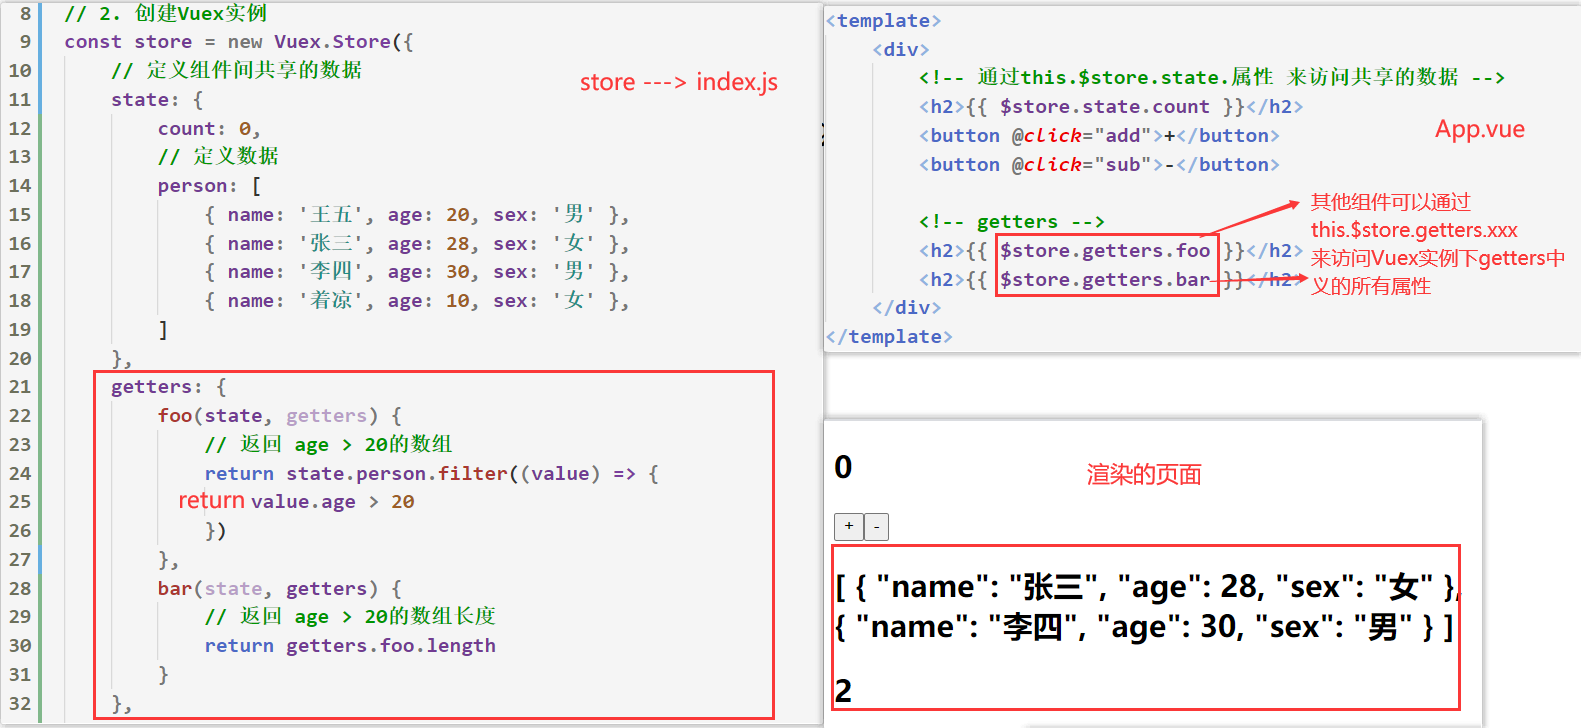 8 // 2. 创建Vuex实例
9 const store = new Vuex.Store({
10 // 定义组件间共享的数据
11 state: {
12 count: 0,
13 // 定义数据
14 person: [
15 { name: '王五', age: 20, sex: '男' },
16 { name: '张三', age: 28, sex: '女' },
17 { name: '李四', age: 30, sex: '男' },
18 { name: '着凉', age: 10, sex: '女' },
19 ]
20 },
21 getters: {
22 foo(state, getters) {
23 // 返回 age > 20的数组
24 return state.person.filter((value) => {
25 return value.age > 20
26 })
27 },
28 bar(state, getters) {
29 // 返回 age > 20的数组长度
30 return getters.foo.length
31 }
32 },
store ---> index.js
<template>
<div>
<!-- 通过this.$store.state.属性 来访问共享的数据 -->
<h2>{{ $store.state.count }}</h2>
<button @click="add">+</button>
<button @click="sub">-</button>
<!-- getters -->
<h2>{{ $store.getters.foo }}</h2>
<h2>{{ $store.getters.bar }}</h2>
</div>
</template>
App.vue
其他组件可以通过
this.$store.getters.xxx
来访问Vuex实例下getters中
义的所有属性
0
渲染的页面
+ -
[ { "name": "张三", "age": 28, "sex": "女" },
{ "name": "李四", "age": 30, "sex": "男" } ]
2